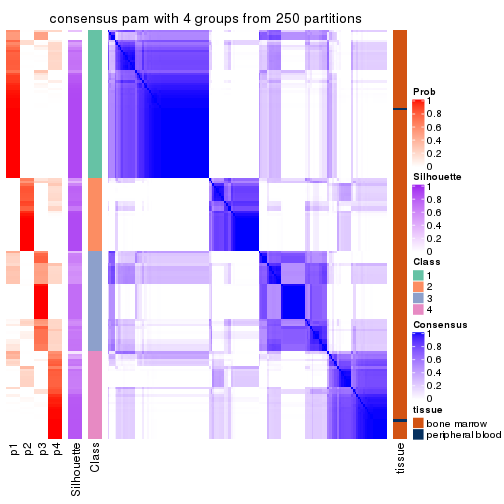 consensus pam with 4 groups from 250 partitions
Prob
1
0.8
0.6
0.4
0.2
0
Silhouette
1
0.8
0.6
0.4
0.2
0
Class
1
2
3
4
Consensus
1
0.8
0.6
0.4
0.2
0
tissue
bone marrow
peripheral blood
p1
p2
p3
p4
Silhouette
Class
tissue